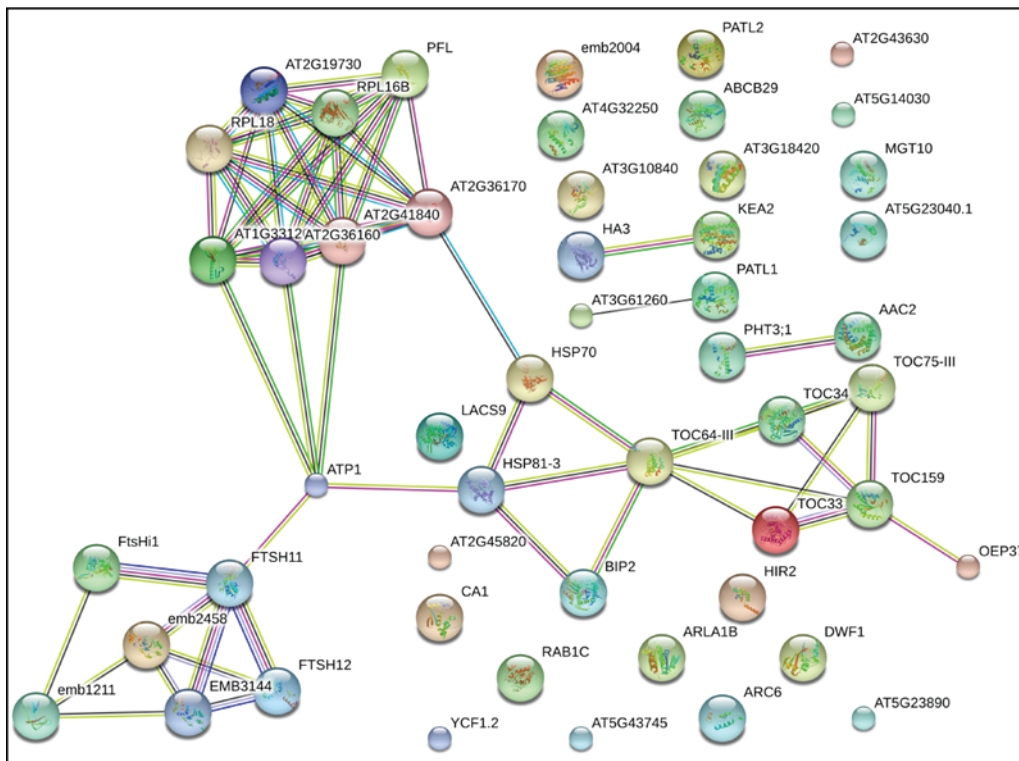 PATL2
AT2G43630
emb2004
PFL
AT2G19730
RPL16B
ABCB29
AT5G14030
RPL18
AT4G32250
AT3G18420
MGT10
AT3G10840
AT2G36170
AT2G41840
KEA2
AT5G23040.1
AT1G3312
AT2G36160
HA3
PATL1
AT3G61260
AAC2
PHT3;1
HSP70
TOC75-III
TOC34
LACS9
TOC64-III
HSP81-3
ATP1
TOC159
TOC33
FtsHi1
FTSH11
AT2G45820
OEP37
BIP2
HIR2
CA1
emb2458
ARLA1B
DWF1
RAB1C
FTSH12
emb1211
EMB3144
ARC6
AT5G23890
YCF1.2
AT5G43745